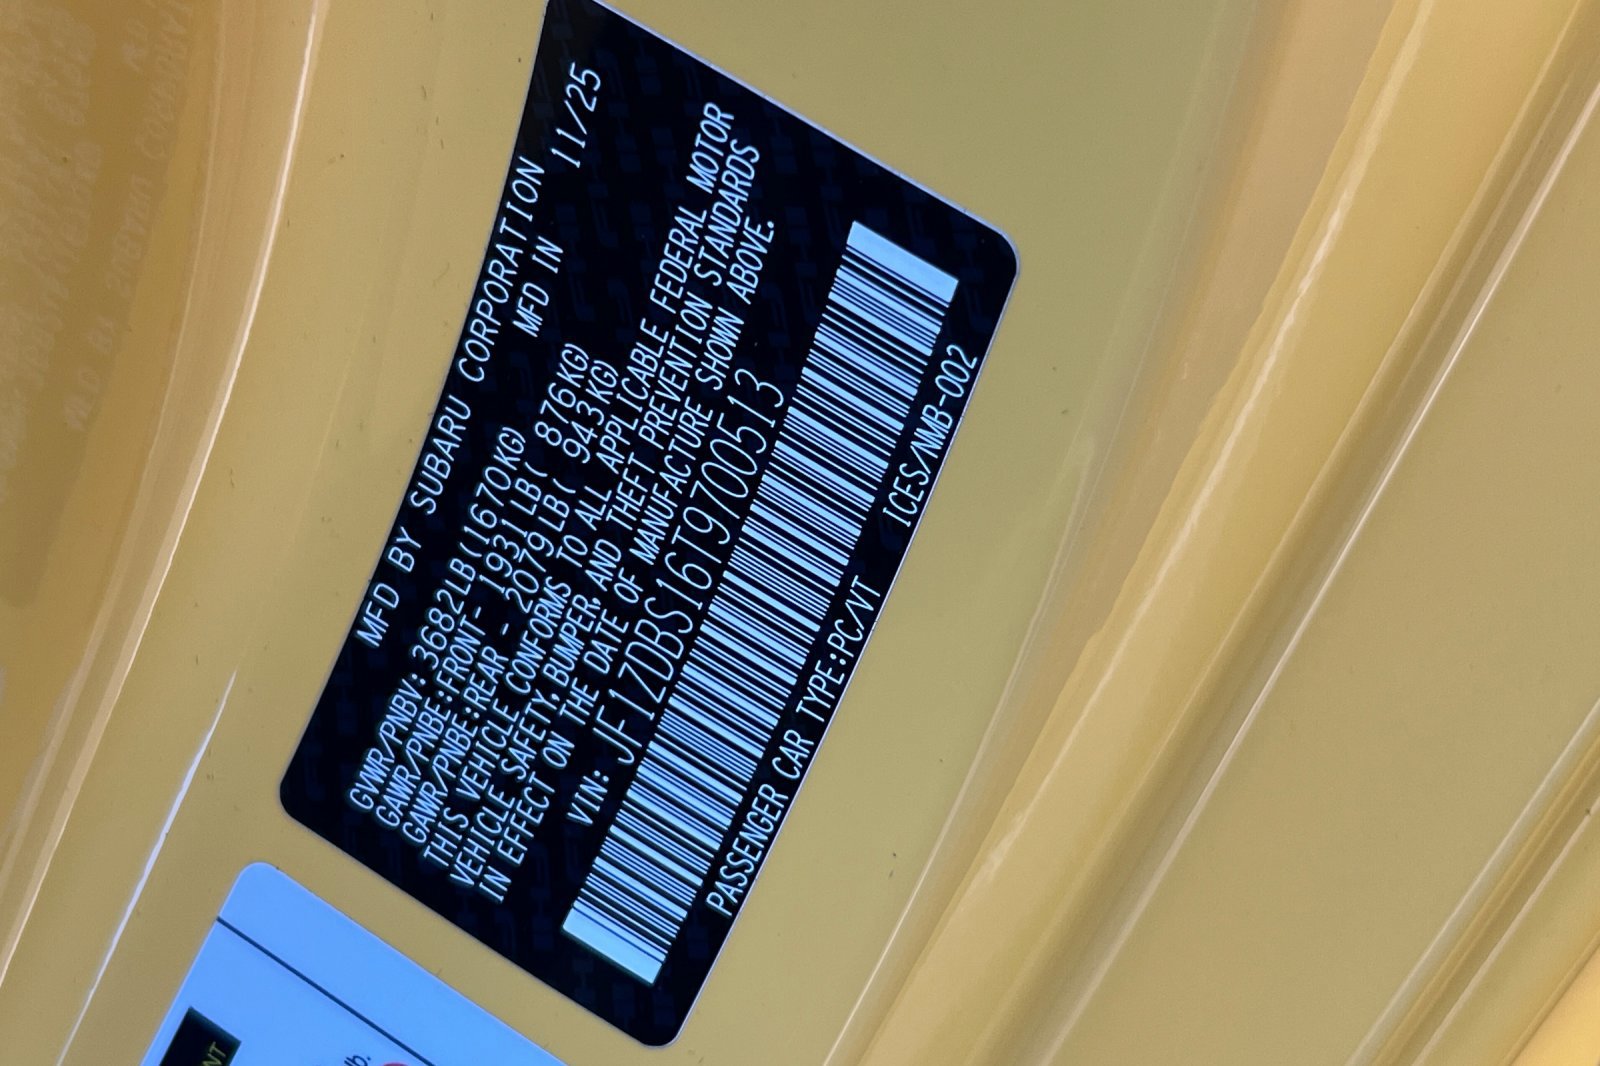 MFD BY SUBARU CORPORATION
MFD IN 11/25
GVWR/PNBV:3682LB(1670KG)
GAWR/PNBE:FRONT- 1931LB( 876KG)
GAWR/PNBE:REAR - 2079LB( 943KG)
THIS VEHICLE CONFORMS TO ALL APPLICABLE FEDERAL MOTOR
VEHICLE SAFETY,BUMPER,AND THEFT PREVENTION STANDARDS
IN EFFECT ON THE DATE OF MANUFACTURE SHOWN ABOVE.
VIN: JF1ZDBS16T9700513
PASSENGER CAR TYPE:PC/VT ICES/NMB-002
lb.